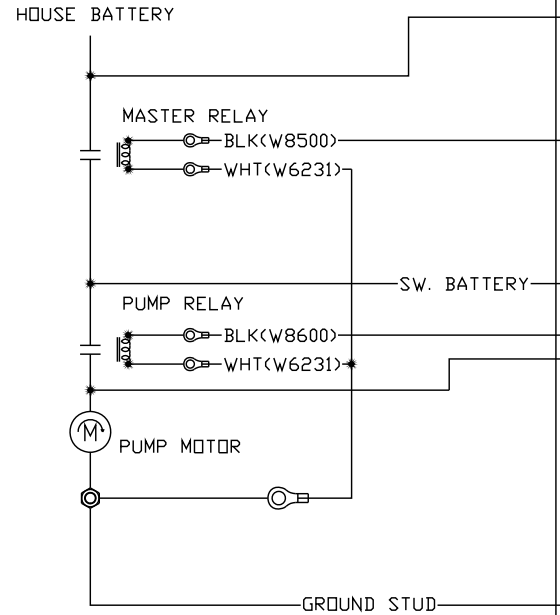 HOUSE BATTERY
MASTER RELAY
BLK(W8500)
WHT(W6231)
SW. BATTERY
PUMP RELAY
BLK(W8600)
WHT(W6231)
M
PUMP MOTOR
GROUND STUD